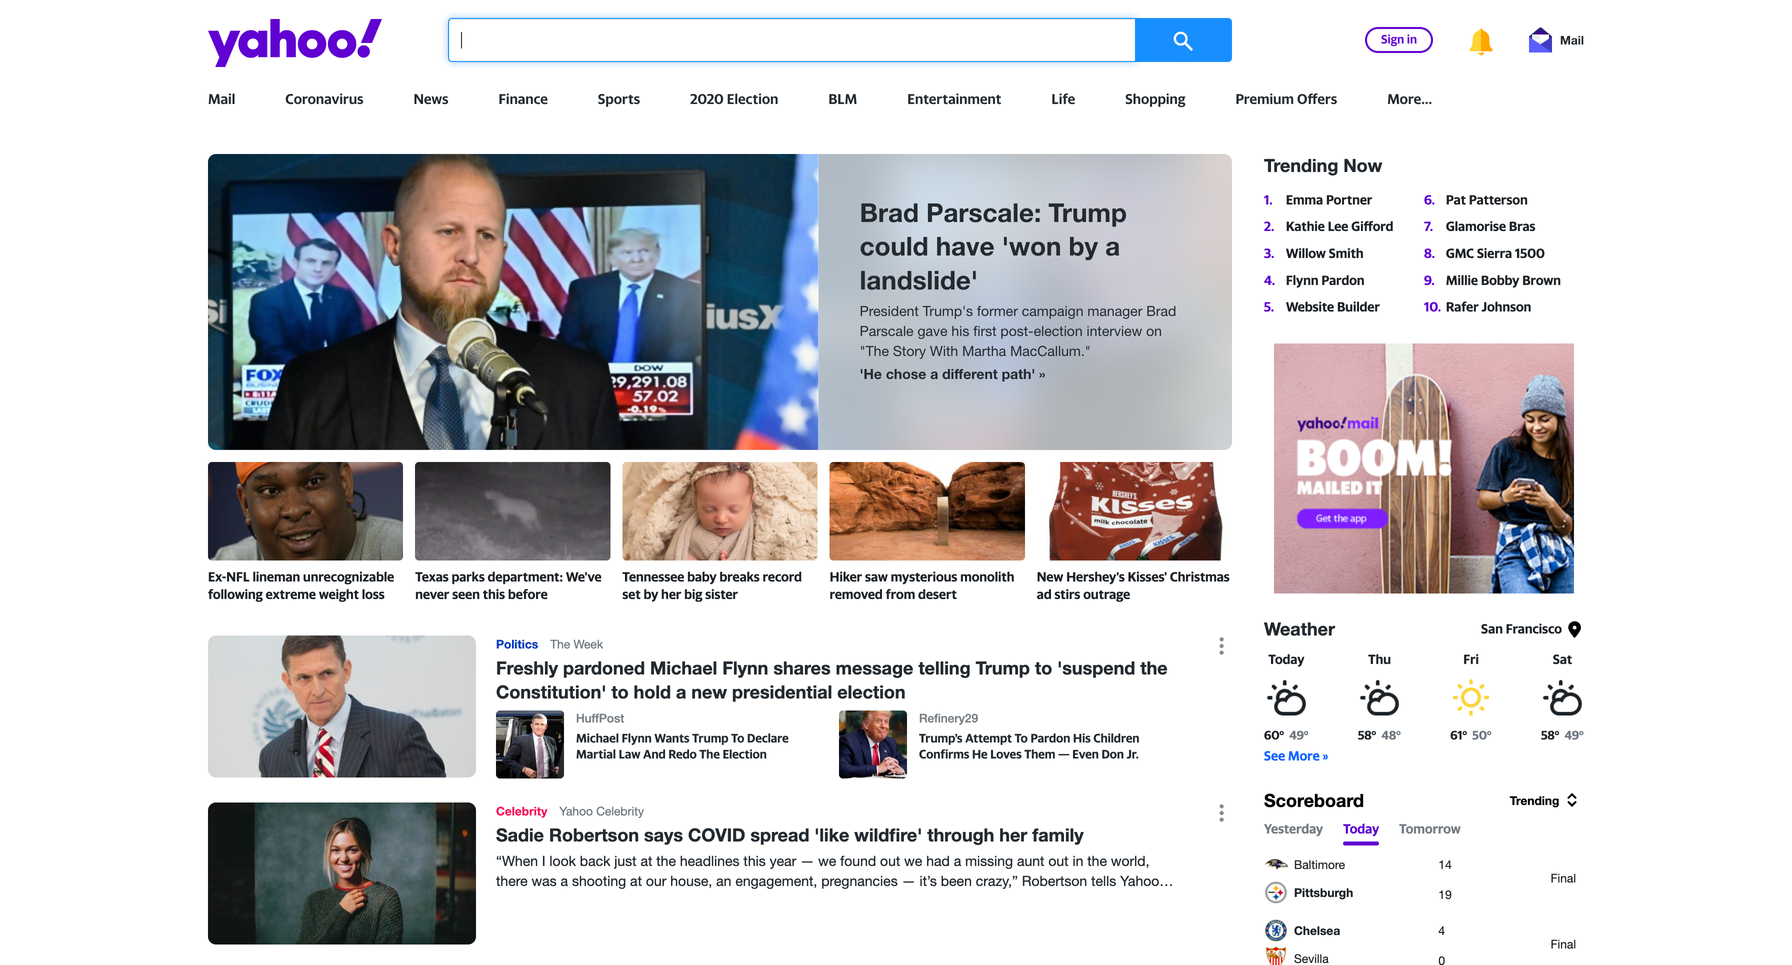 yahoo!
Sign in
Mail
Mail
Coronavirus
News
Finance
Sports
2020 Election
BLM
Entertainment
Life
Shopping
Premium Offers
More...
iusX
FOX
DOW
29,291.08
57.02
-0.19%
Brad Parscale: Trump
could have 'won by a
landslide'
President Trump's former campaign manager Brad
Parscale gave his first post-election interview on
"The Story With Martha MacCallum."
'He chose a different path' »
HERSHEY'S
KISSES
milk chocolate
Ex-NFL lineman unrecognizable
following extreme weight loss
Texas parks department: We've
never seen this before
Tennessee baby breaks record
set by her big sister
Hiker saw mysterious monolith
removed from desert
New Hershey's Kisses' Christmas
ad stirs outrage
Politics The Week
Freshly pardoned Michael Flynn shares message telling Trump to 'suspend the
Constitution' to hold a new presidential election
HuffPost
Michael Flynn Wants Trump To Declare
Martial Law And Redo The Election
Refinery29
Trump's Attempt To Pardon His Children
Confirms He Loves Them — Even Don Jr.
Celebrity Yahoo Celebrity
Sadie Robertson says COVID spread 'like wildfire' through her family
“When I look back just at the headlines this year — we found out we had a missing aunt out in the world,
there was a shooting at our house, an engagement, pregnancies — it’s been crazy,” Robertson tells Yahoo…
Trending Now
1. Emma Portner
2. Kathie Lee Gifford
3. Willow Smith
4. Flynn Pardon
5. Website Builder
6. Pat Patterson
7. Glamorise Bras
8. GMC Sierra 1500
9. Millie Bobby Brown
10. Rafer Johnson
yahoo!mail
BOOM!
MAILED IT
Get the app
Weather
San Francisco
Today Thu Fri Sat
60° 49° 58° 48° 61° 50° 58° 49°
See More »
Scoreboard
Trending
Yesterday Today Tomorrow
Baltimore 14
Final
Pittsburgh 19
Chelsea 4
Final
Sevilla 0